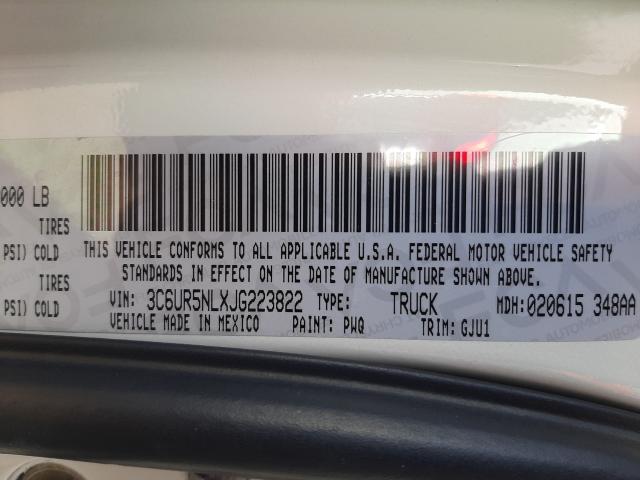 000 LB
TIRES
PSI) COLD
TIRES
PSI) COLD
THIS VEHICLE CONFORMS TO ALL APPLICABLE U.S.A. FEDERAL MOTOR VEHICLE SAFETY
STANDARDS IN EFFECT ON THE DATE OF MANUFACTURE SHOWN ABOVE.
VIN: 3C6UR5NLXJG223822 TYPE: TRUCK MDH:020615 348AA
VEHICLE MADE IN MEXICO PAINT: PWQ TRIM: GJU1